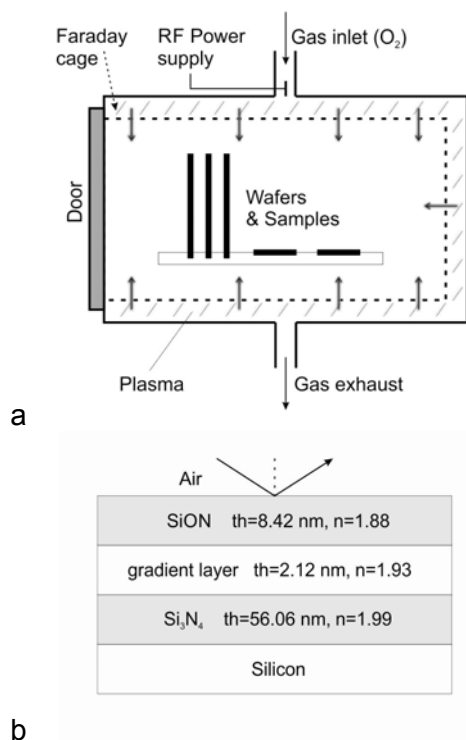 Faraday
cage
RF Power
supply
Gas inlet (O₂)
Door
Wafers
& Samples
Plasma
Gas exhaust
a
Air
SiON th=8.42 nm, n=1.88
gradient layer th=2.12 nm, n=1.93
Si₃N₄ th=56.06 nm, n=1.99
Silicon
b